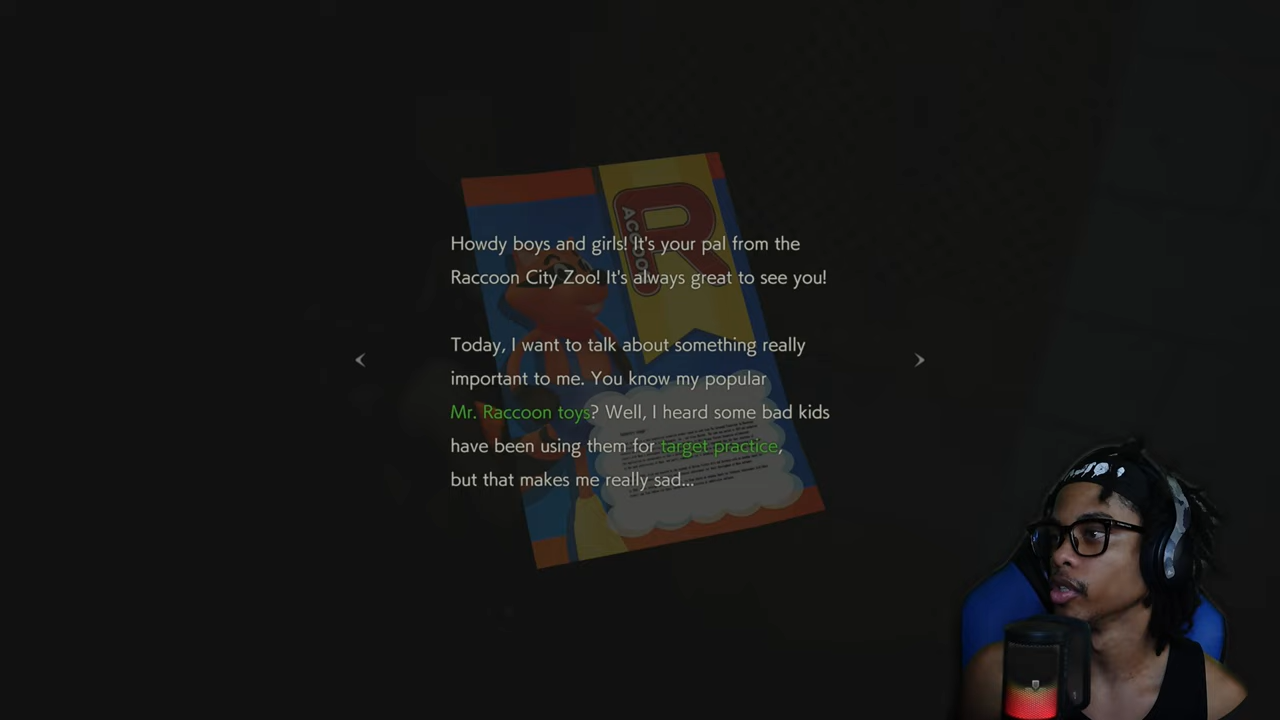 Howdy boys and girls! It's your pal from the
Raccoon City Zoo! It's always great to see you!
Today, I want to talk about something really
important to me. You know my popular
Mr. Raccoon toys? Well, I heard some bad kids
have been using them for target practice,
but that makes me really sad...
R
ACCOON